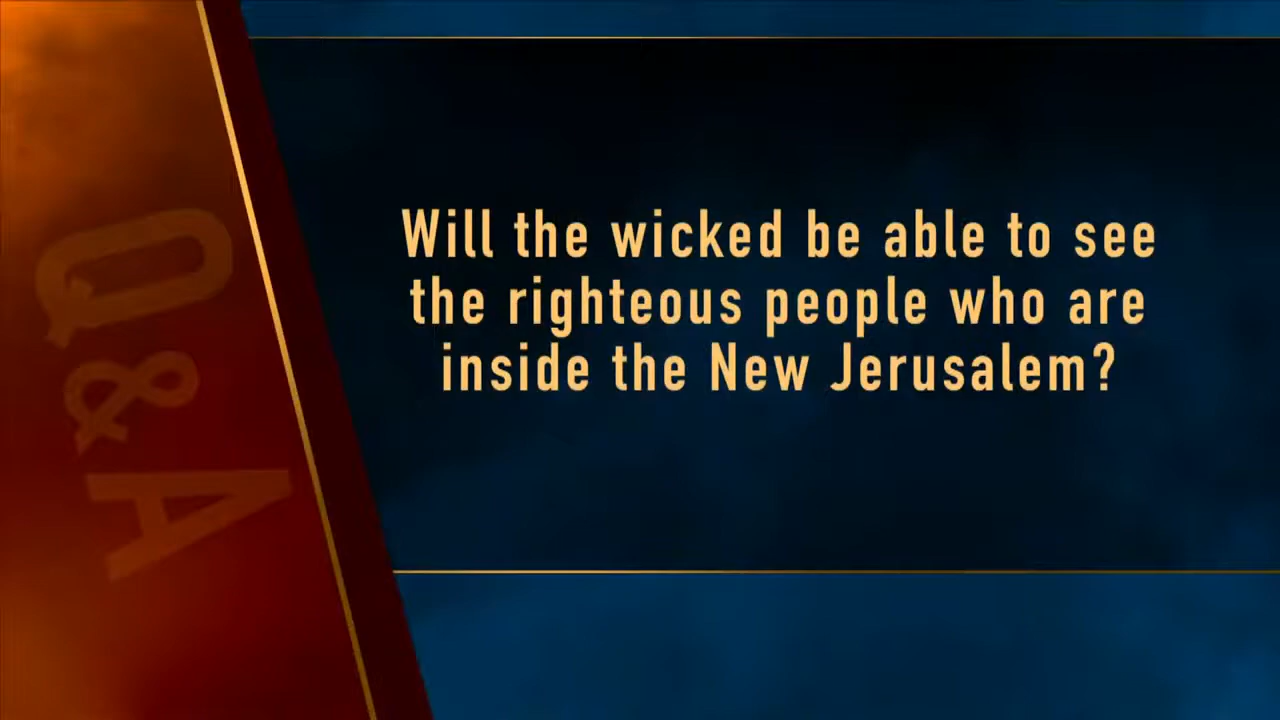 Q&A
Will the wicked be able to see
the righteous people who are
inside the New Jerusalem?